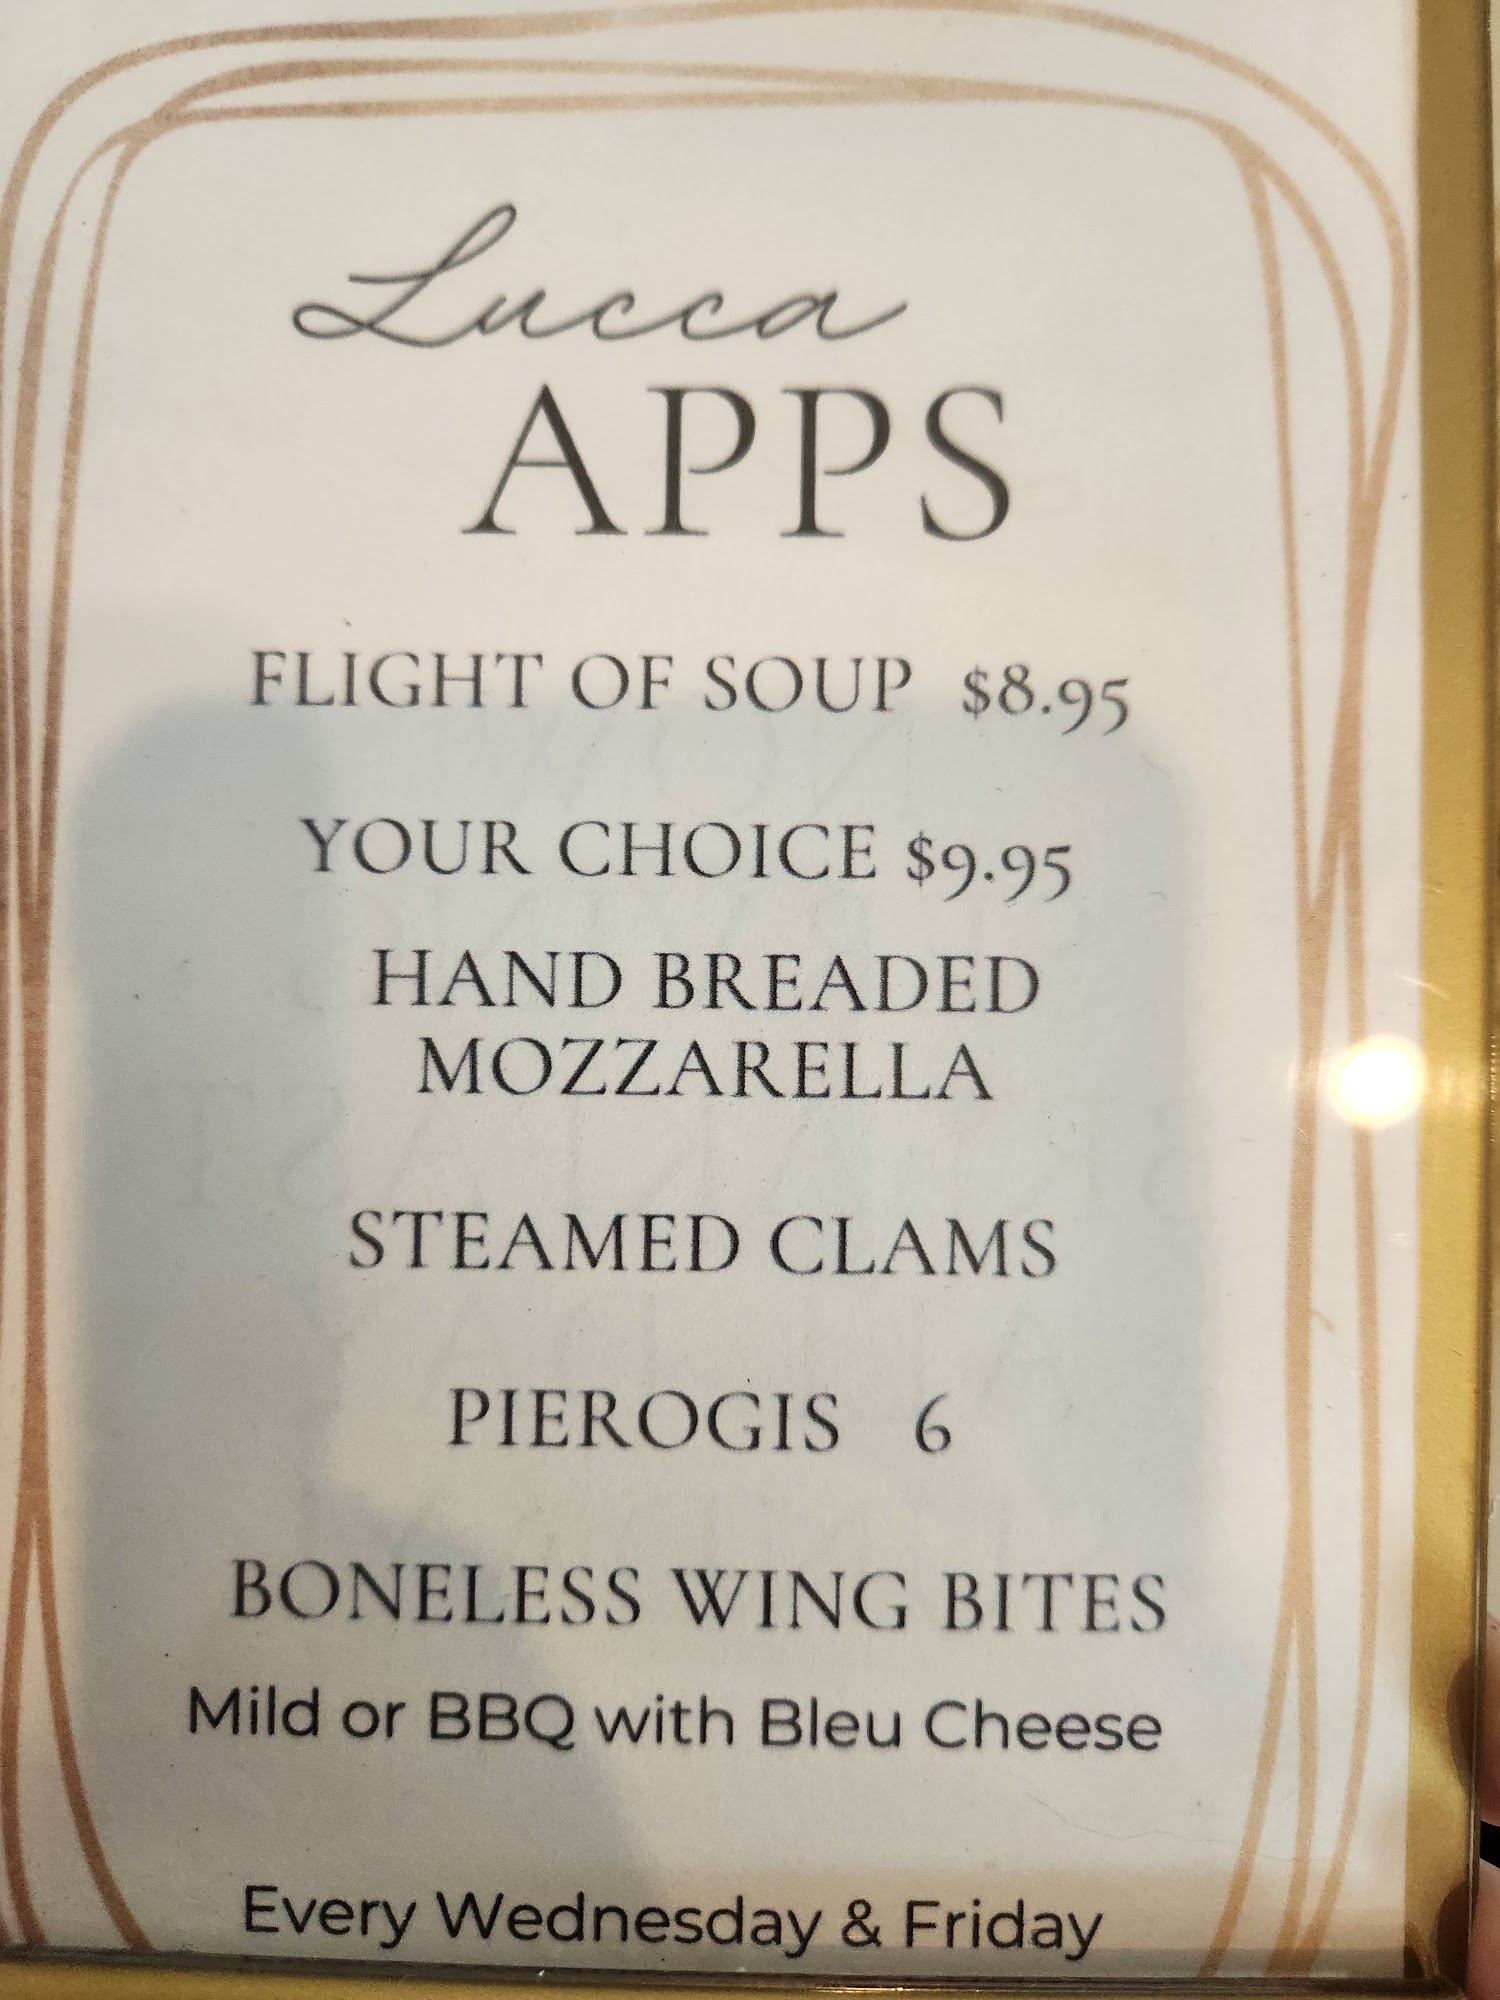 Lucca
APPS
FLIGHT OF SOUP $8.95
YOUR CHOICE $9.95
HAND BREADED
MOZZARELLA
STEAMED CLAMS
PIEROGIS 6
BONELESS WING BITES
Mild or BBQ with Bleu Cheese
Every Wednesday & Friday